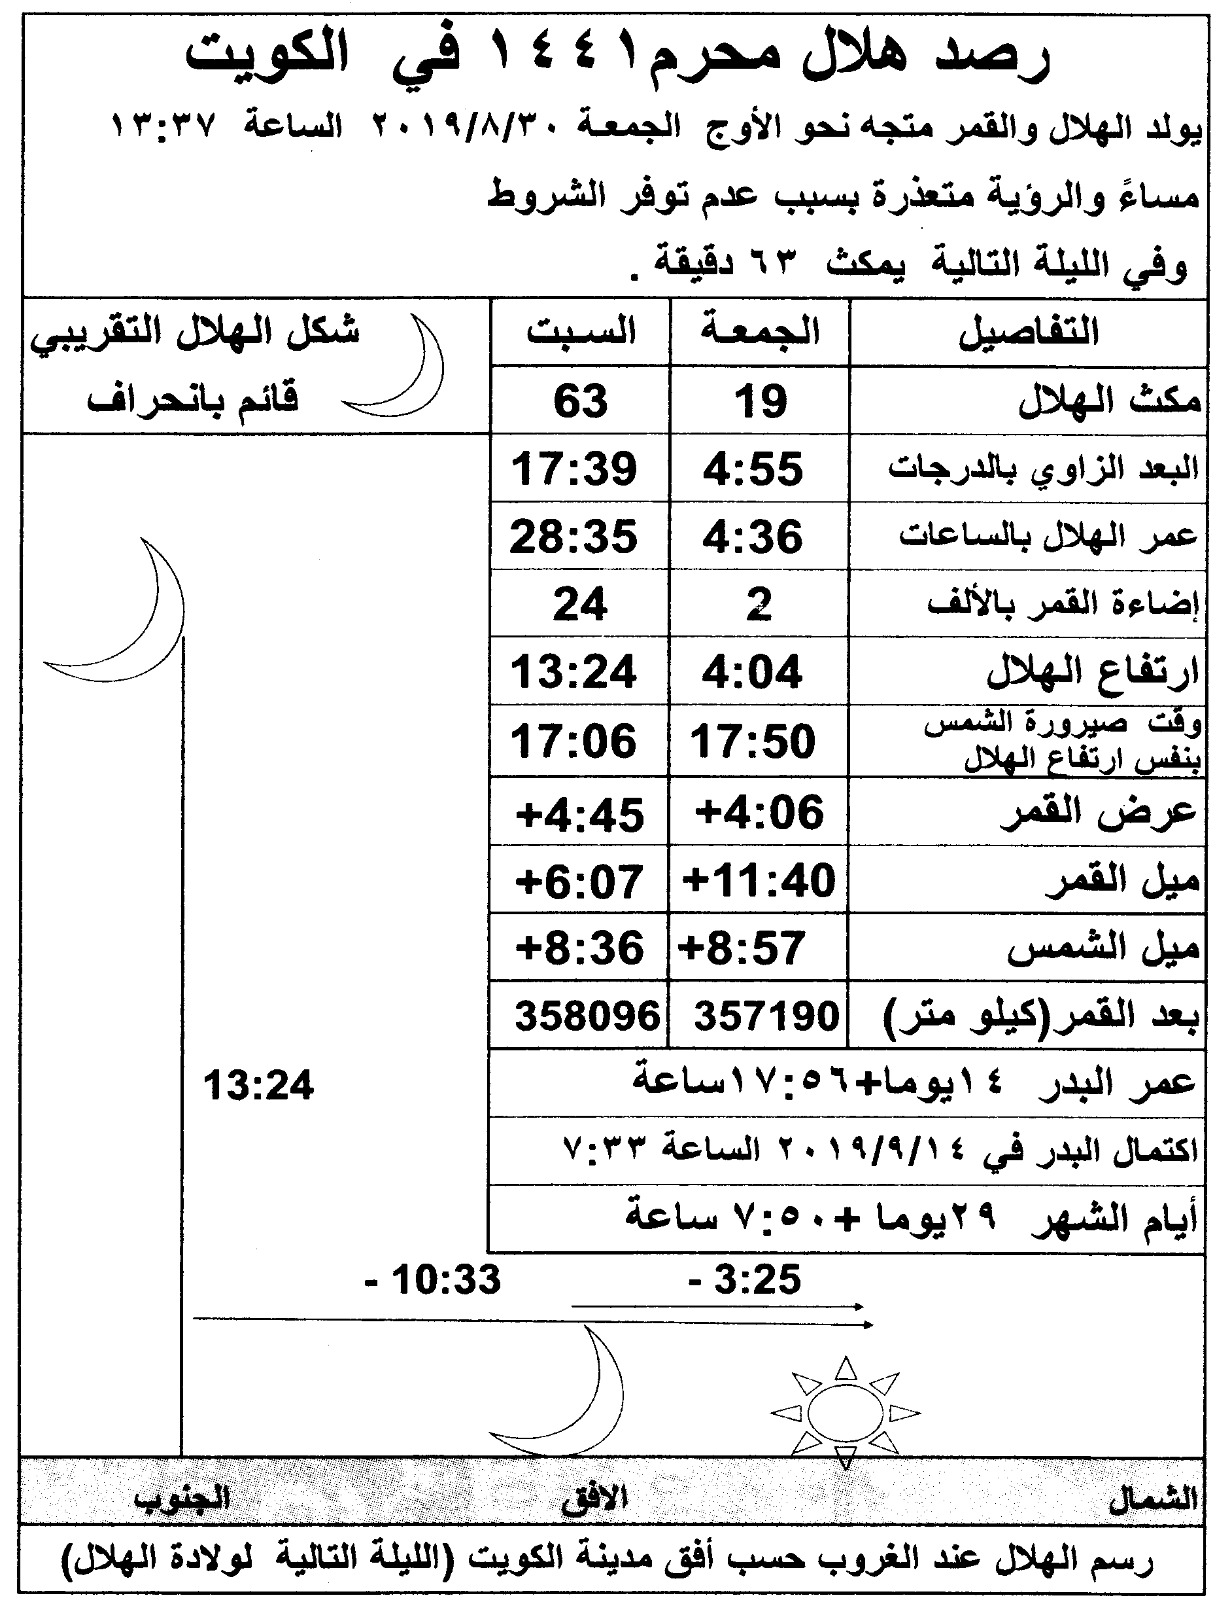 رصد هلال محرم ١٤٤١ في الكويت
يولد الهلال والقمر متجه نحو الأوج الجمعة ٢٠١٩/٨/٣٠ الساعة ١٣:٣٧
مساءً والرؤية متعذرة بسبب عدم توفر الشروط
وفي الليلة التالية يمكث ٦٣ دقيقة .
التفاصيل الجمعة السبت
شكل الهلال التقريبي
قائم بانحراف
مكث الهلال 19 63
البعد الزاوي بالدرجات 4:55 17:39
عمر الهلال بالساعات 4:36 28:35
إضاءة القمر بالألف 2 24
ارتفاع الهلال 4:04 13:24
وقت صيرورة الشمس
بنفس ارتفاع الهلال 17:50 17:06
عرض القمر +4:06 +4:45
ميل القمر +11:40 +6:07
ميل الشمس +8:57 +8:36
بعد القمر(كيلو متر) 357190 358096
عمر البدر ١٤يوما+١٧:٥٦ساعة
13:24
اكتمال البدر في ٢٠١٩/٩/١٤ الساعة ٧:٣٣
أيام الشهر ٢٩يوما +٧:٥٠ ساعة
- 3:25
- 10:33
الشمال الافق الجنوب
رسم الهلال عند الغروب حسب أفق مدينة الكويت (الليلة التالية لولادة الهلال)